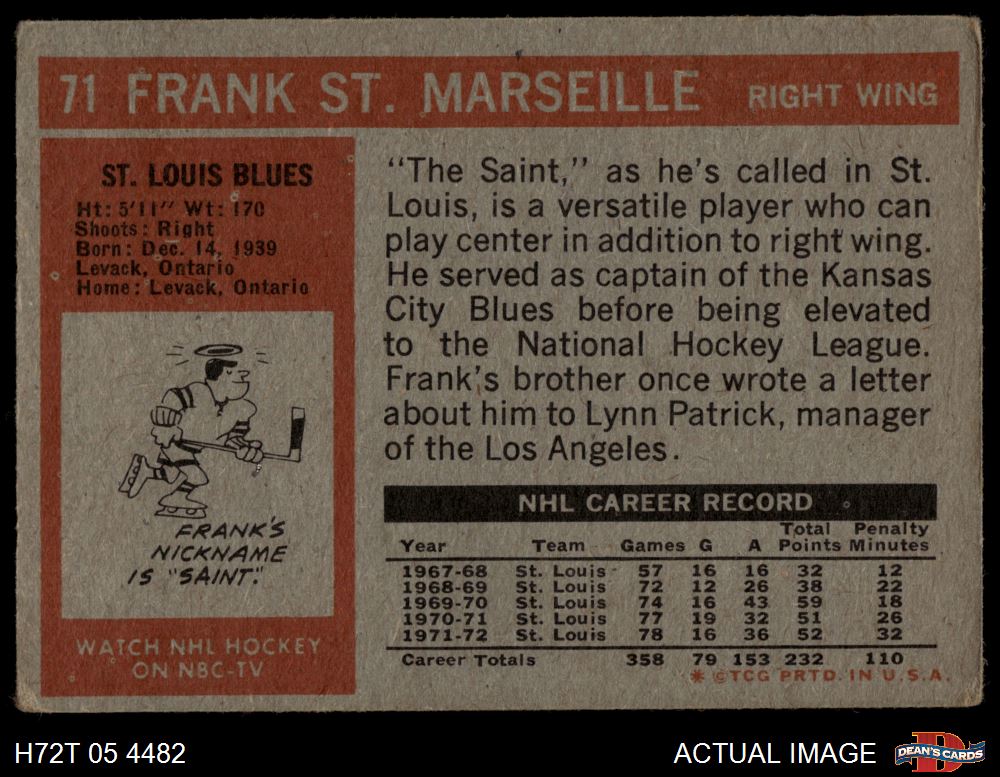 71 FRANK ST. MARSEILLE RIGHT WING
ST. LOUIS BLUES
Ht: 5'11" Wt: 170
Shoots: Right
Born: Dec. 14, 1939
Levack, Ontario
Home: Levack, Ontario
FRANK'S
NICKNAME
IS "SAINT."
WATCH NHL HOCKEY
ON NBC-TV
"The Saint," as he's called in St.
Louis, is a versatile player who can
play center in addition to right wing.
He served as captain of the Kansas
City Blues before being elevated
to the National Hockey League.
Frank's brother once wrote a letter
about him to Lynn Patrick, manager
of the Los Angeles.
NHL CAREER RECORD
Year Team Games G A Total Points Penalty Minutes
1967-68 St. Louis 57 16 16 32 12
1968-69 St. Louis 72 12 26 38 22
1969-70 St. Louis 74 16 43 59 18
1970-71 St. Louis 77 19 32 51 26
1971-72 St. Louis 78 16 36 52 32
Career Totals 358 79 153 232 110
* ©TCG PRTD. IN U.S.A.
H72T 05 4482
ACTUAL IMAGE
DEAN'S CARDS